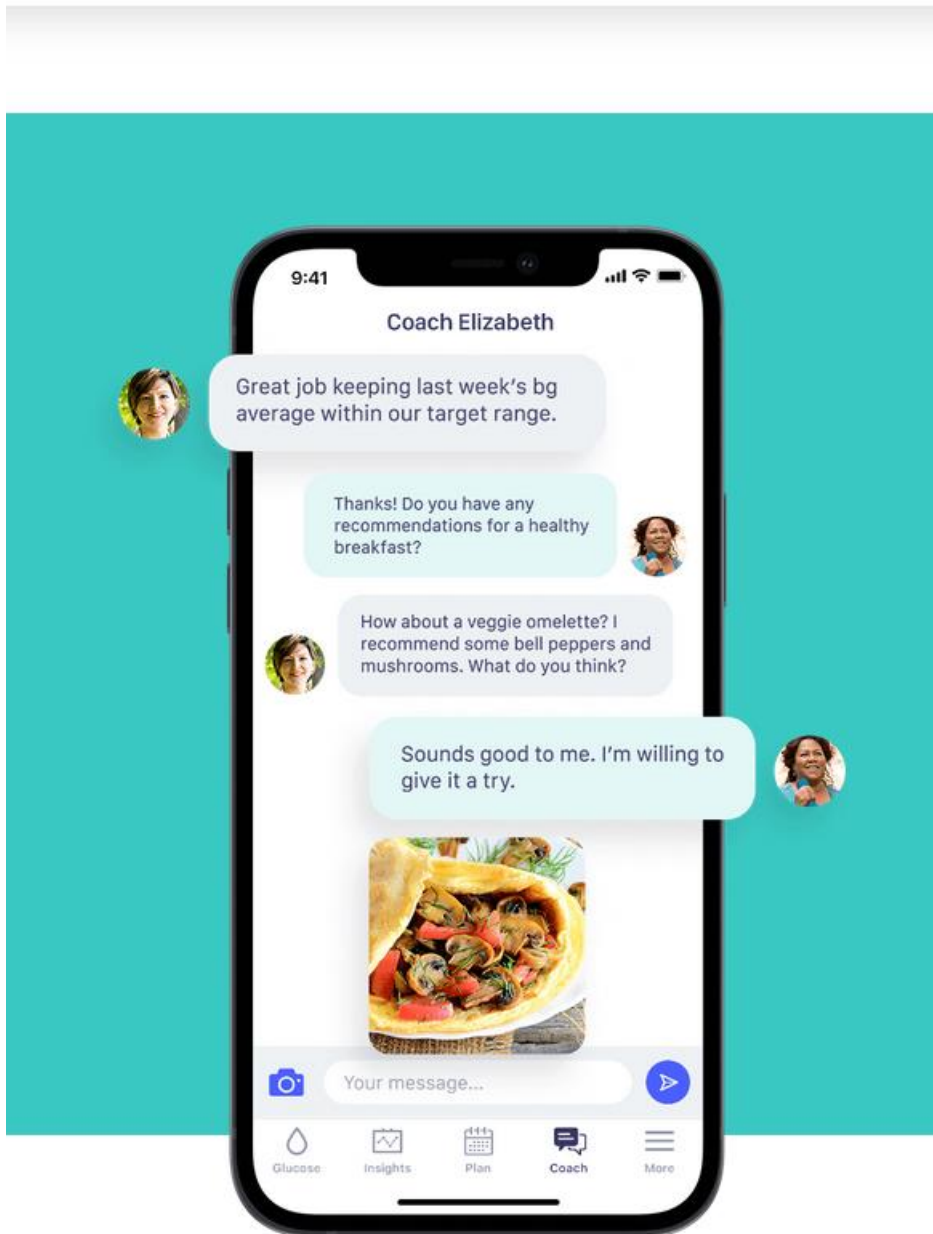 9:41
Coach Elizabeth
Great job keeping last week's bg
average within our target range.
Thanks! Do you have any
recommendations for a healthy
breakfast?
How about a veggie omelette? I
recommend some bell peppers and
mushrooms. What do you think?
Sounds good to me. I'm willing to
give it a try.
Your message...
Glucose
Insights
Plan
Coach
More